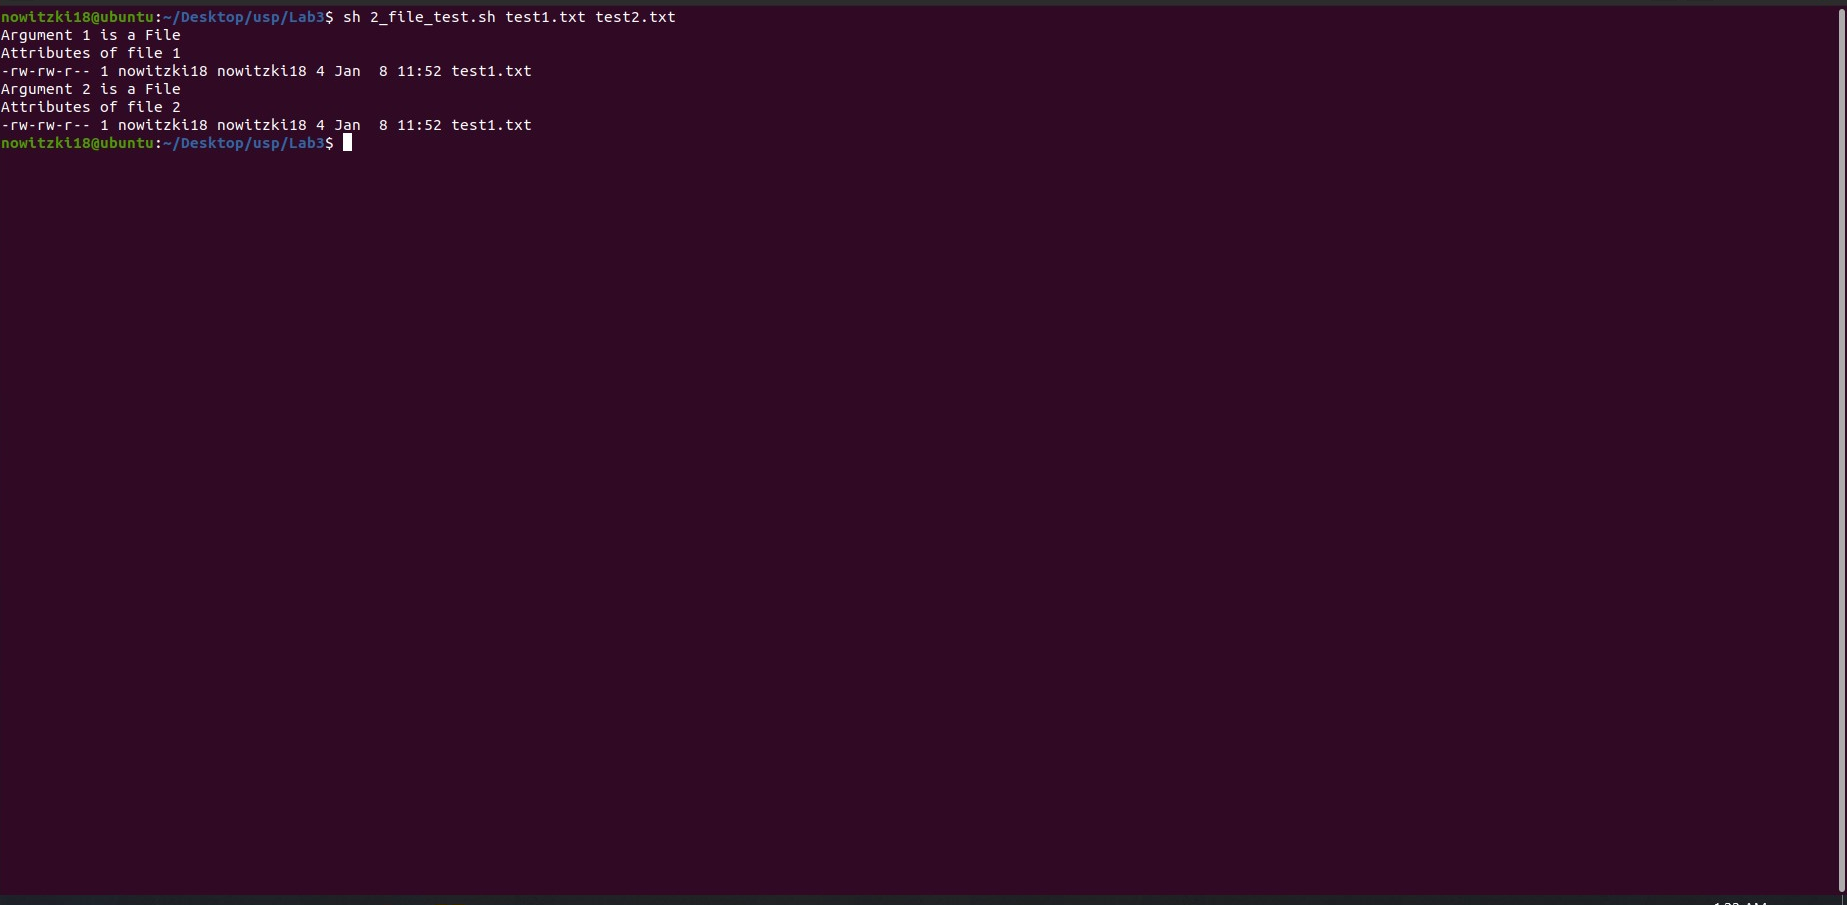 nowitzki18@ubuntu:~/Desktop/usp/Lab3$ sh 2_file_test.sh test1.txt test2.txt
Argument 1 is a File
Attributes of file 1
-rw-rw-r-- 1 nowitzki18 nowitzki18 4 Jan  8 11:52 test1.txt
Argument 2 is a File
Attributes of file 2
-rw-rw-r-- 1 nowitzki18 nowitzki18 4 Jan  8 11:52 test1.txt
nowitzki18@ubuntu:~/Desktop/usp/Lab3$